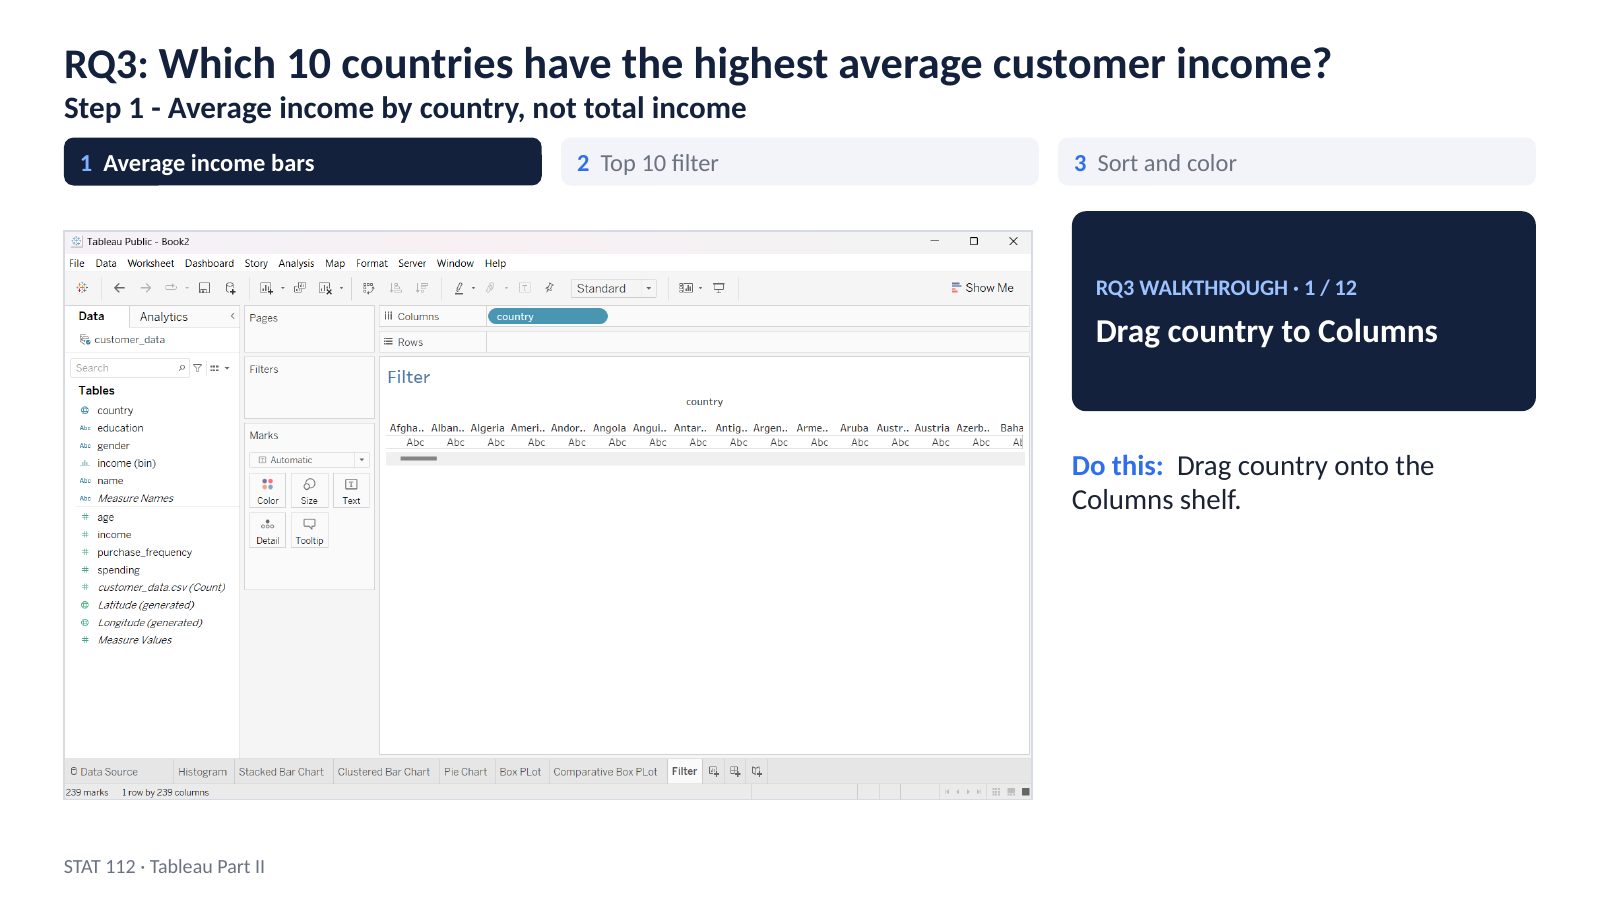 RQ3: Which 10 countries have the highest average customer income?
Step 1 - Average income by country, not total income
1 Average income bars
2 Top 10 filter
3 Sort and color
Tableau Public - Book2
File Data Worksheet Dashboard Story Analysis Map Format Server Window Help
Standard
Show Me
Data Analytics
customer_data
Search
Tables
country
Abc education
Abc gender
income (bin)
Abc name
Abc Measure Names
# age
# income
# purchase_frequency
# spending
# customer_data.csv (Count)
Latitude (generated)
Longitude (generated)
# Measure Values
Pages
Filters
Marks
Automatic
Color Size Text
Detail Tooltip
Columns country
Rows
Filter
country
Afgha.. Alban.. Algeria Ameri.. Andor.. Angola Angui.. Antar.. Antig.. Argen.. Arme.. Aruba Austr.. Austria Azerb.. Baha
Abc Abc Abc Abc Abc Abc Abc Abc Abc Abc Abc Abc Abc Abc Abc Al
Data Source Histogram Stacked Bar Chart Clustered Bar Chart Pie Chart Box PLot Comparative Box PLot Filter
239 marks 1 row by 239 columns
RQ3 WALKTHROUGH · 1 / 12
Drag country to Columns
Do this: Drag country onto the
Columns shelf.
STAT 112 · Tableau Part II